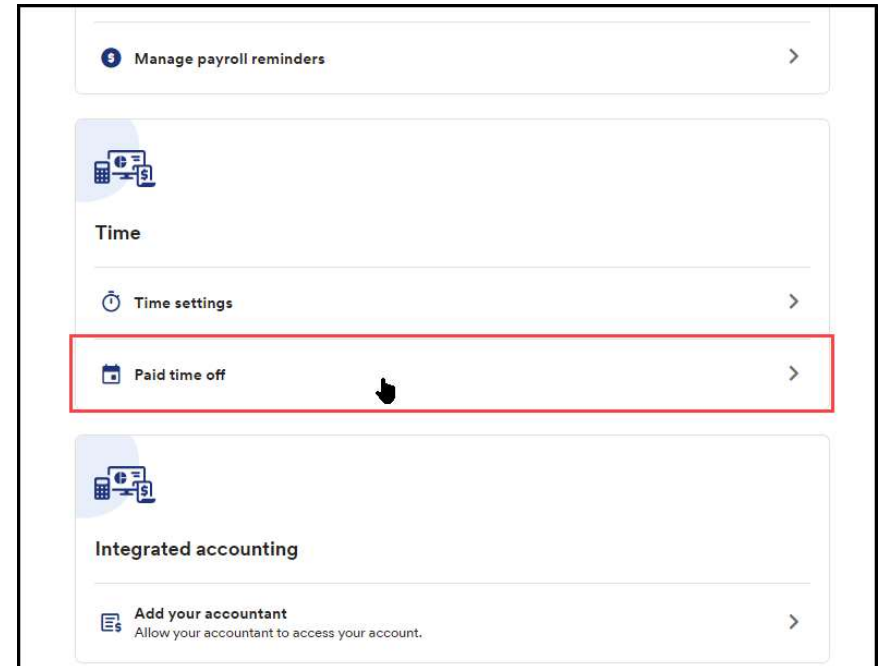 Manage payroll reminders
Time
Time settings
Paid time off
Integrated accounting
Add your accountant
Allow your accountant to access your account.